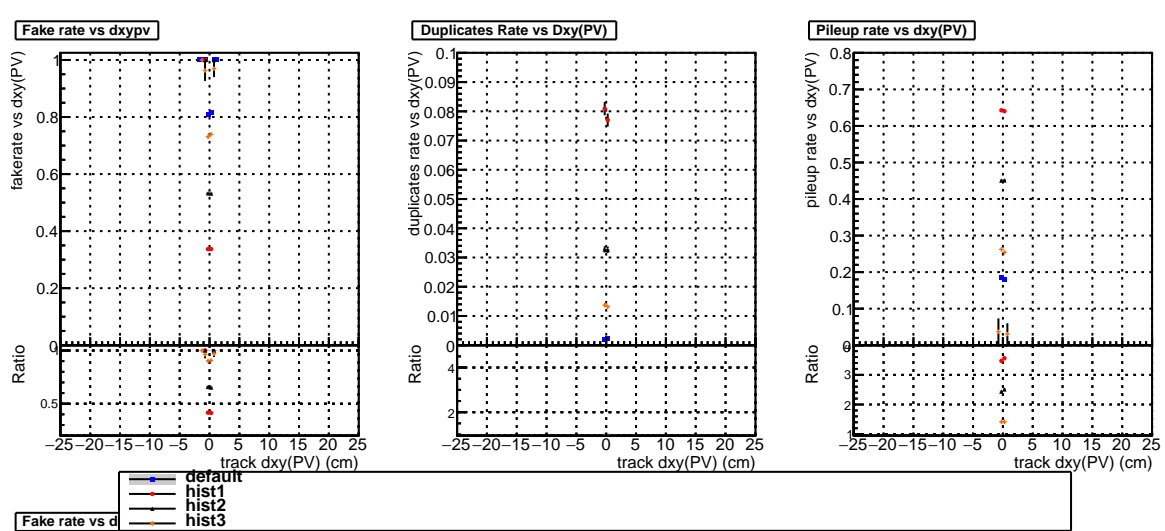 Fake rate vs dxypv
Duplicates Rate vs Dxy(PV)
Pileup rate vs dxy(PV)
fakerate vs dxy(PV)
1
0.8
0.6
0.4
0.2
0
Ratio
0.5
−25 −20 −15 −10 −5 0 5 10 15 20 25
track dxy(PV) (cm)
duplicates rate vs dxy(PV)
0.1
0.09
0.08
0.07
0.06
0.05
0.04
0.03
0.02
0.01
0
Ratio
4
2
−25 −20 −15 −10 −5 0 5 10 15 20 25
track dxy(PV) (cm)
pileup rate vs dxy(PV)
0.8
0.7
0.6
0.5
0.4
0.3
0.2
0.1
Ratio
3
2
1
−25 −20 −15 −10 −5 0 5 10 15 20 25
track dxy(PV) (cm)
default
hist1
hist2
hist3
Fake rate vs d